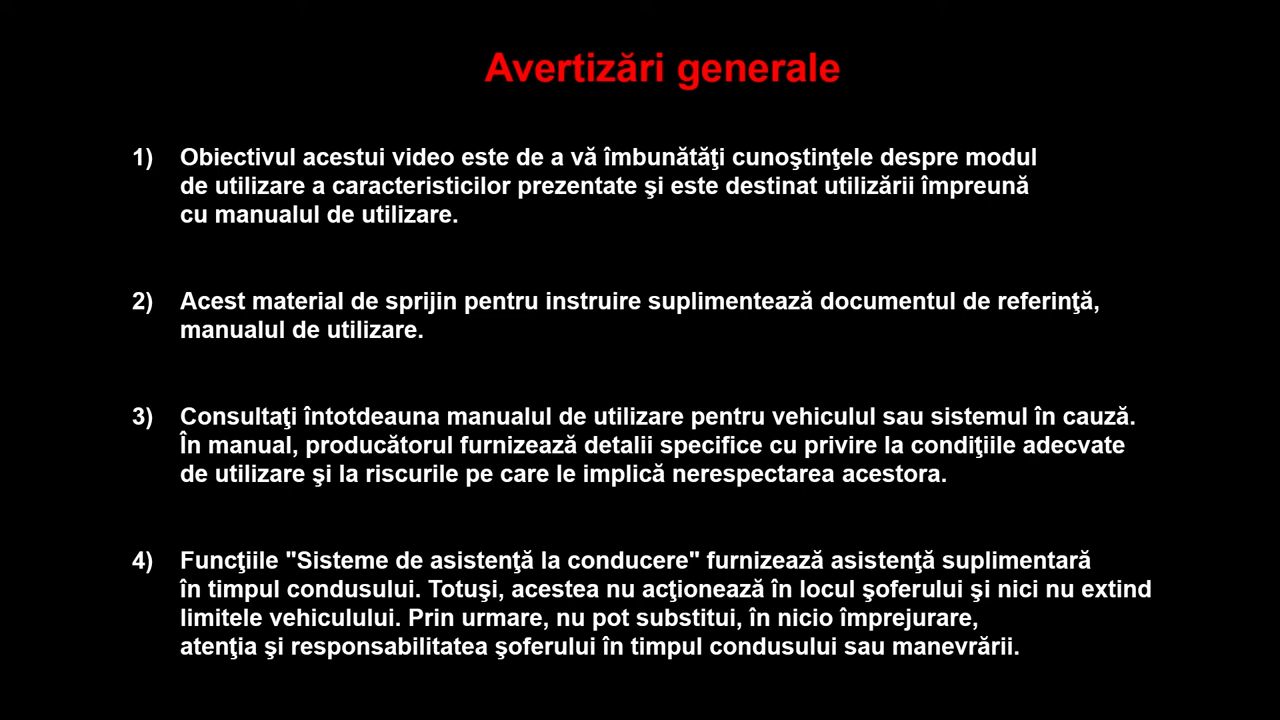 Avertizări generale
1) Obiectivul acestui video este de a vă îmbunătăţi cunoştinţele despre modul
de utilizare a caracteristicilor prezentate şi este destinat utilizării împreună
cu manualul de utilizare.
2) Acest material de sprijin pentru instruire suplimentează documentul de referinţă,
manualul de utilizare.
3) Consultaţi întotdeauna manualul de utilizare pentru vehiculul sau sistemul în cauză.
În manual, producătorul furnizează detalii specifice cu privire la condiţiile adecvate
de utilizare şi la riscurile pe care le implică nerespectarea acestora.
4) Funcţiile "Sisteme de asistenţă la conducere" furnizează asistenţă suplimentară
în timpul condusului. Totuşi, acestea nu acţionează în locul şoferului şi nici nu extind
limitele vehiculului. Prin urmare, nu pot substitui, în nicio împrejurare,
atenţia şi responsabilitatea şoferului în timpul condusului sau manevrării.